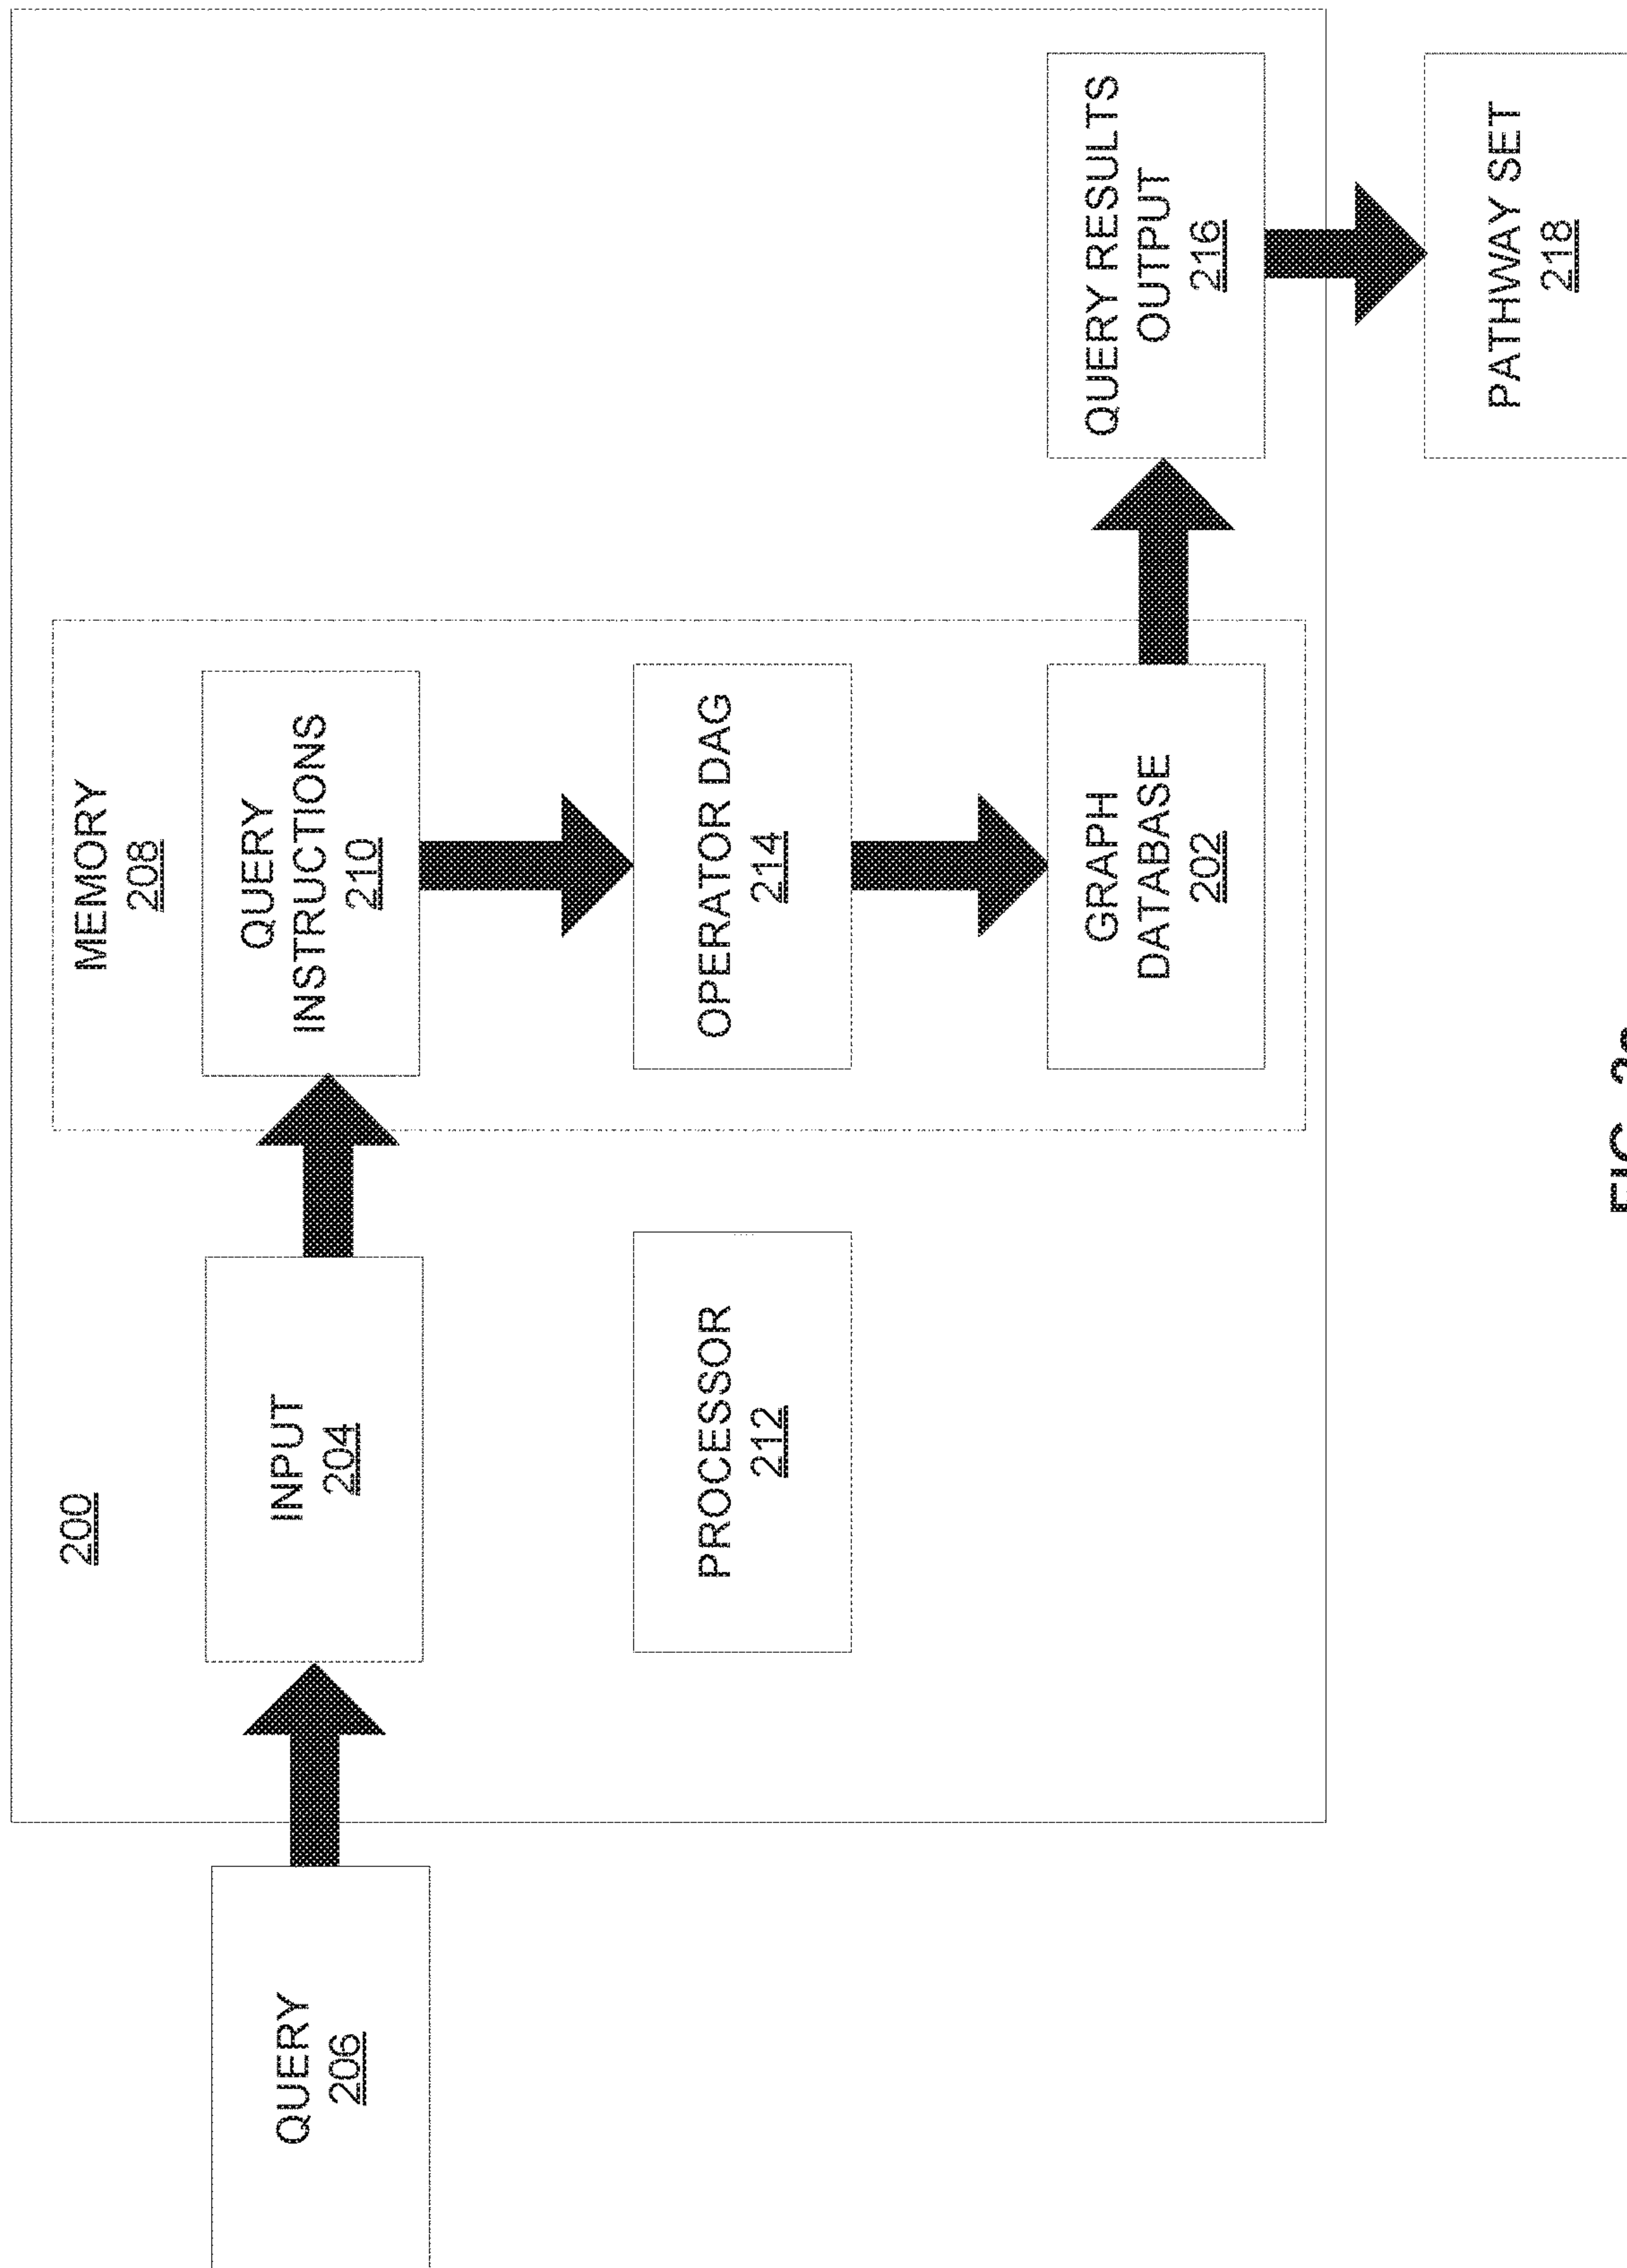 200
MEMORY
208
QUERY
206
INPUT
204
QUERY
INSTRUCTIONS
210
PROCESSOR
212
OPERATOR DAG
214
GRAPH
DATABASE
202
QUERY RESULTS
OUTPUT
216
PATHWAY SET
218